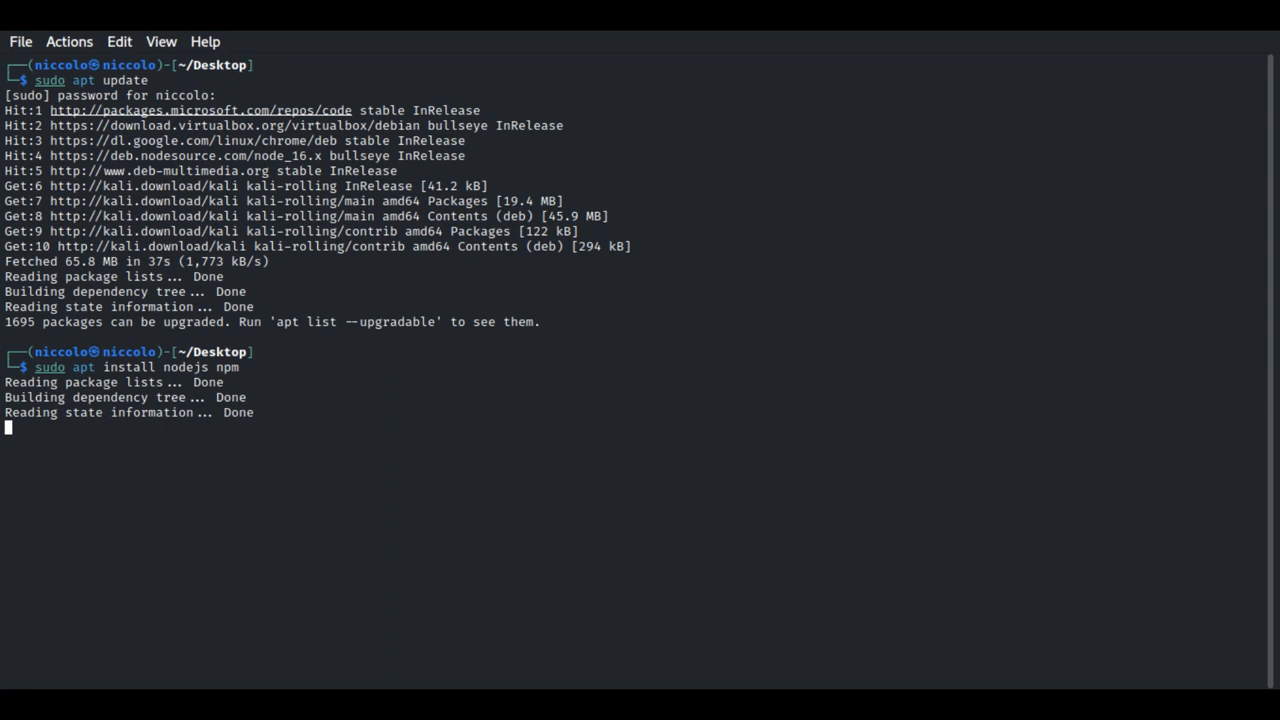 File Actions Edit View Help
┌──(niccolo㉿niccolo)-[~/Desktop]
└─$ sudo apt update
[sudo] password for niccolo:
Hit:1 http://packages.microsoft.com/repos/code stable InRelease
Hit:2 https://download.virtualbox.org/virtualbox/debian bullseye InRelease
Hit:3 https://dl.google.com/linux/chrome/deb stable InRelease
Hit:4 https://deb.nodesource.com/node_16.x bullseye InRelease
Hit:5 http://www.deb-multimedia.org stable InRelease
Get:6 http://kali.download/kali kali-rolling InRelease [41.2 kB]
Get:7 http://kali.download/kali kali-rolling/main amd64 Packages [19.4 MB]
Get:8 http://kali.download/kali kali-rolling/main amd64 Contents (deb) [45.9 MB]
Get:9 http://kali.download/kali kali-rolling/contrib amd64 Packages [122 kB]
Get:10 http://kali.download/kali kali-rolling/contrib amd64 Contents (deb) [294 kB]
Fetched 65.8 MB in 37s (1,773 kB/s)
Reading package lists... Done
Building dependency tree... Done
Reading state information... Done
1695 packages can be upgraded. Run 'apt list --upgradable' to see them.
┌──(niccolo㉿niccolo)-[~/Desktop]
└─$ sudo apt install nodejs npm
Reading package lists... Done
Building dependency tree... Done
Reading state information... Done